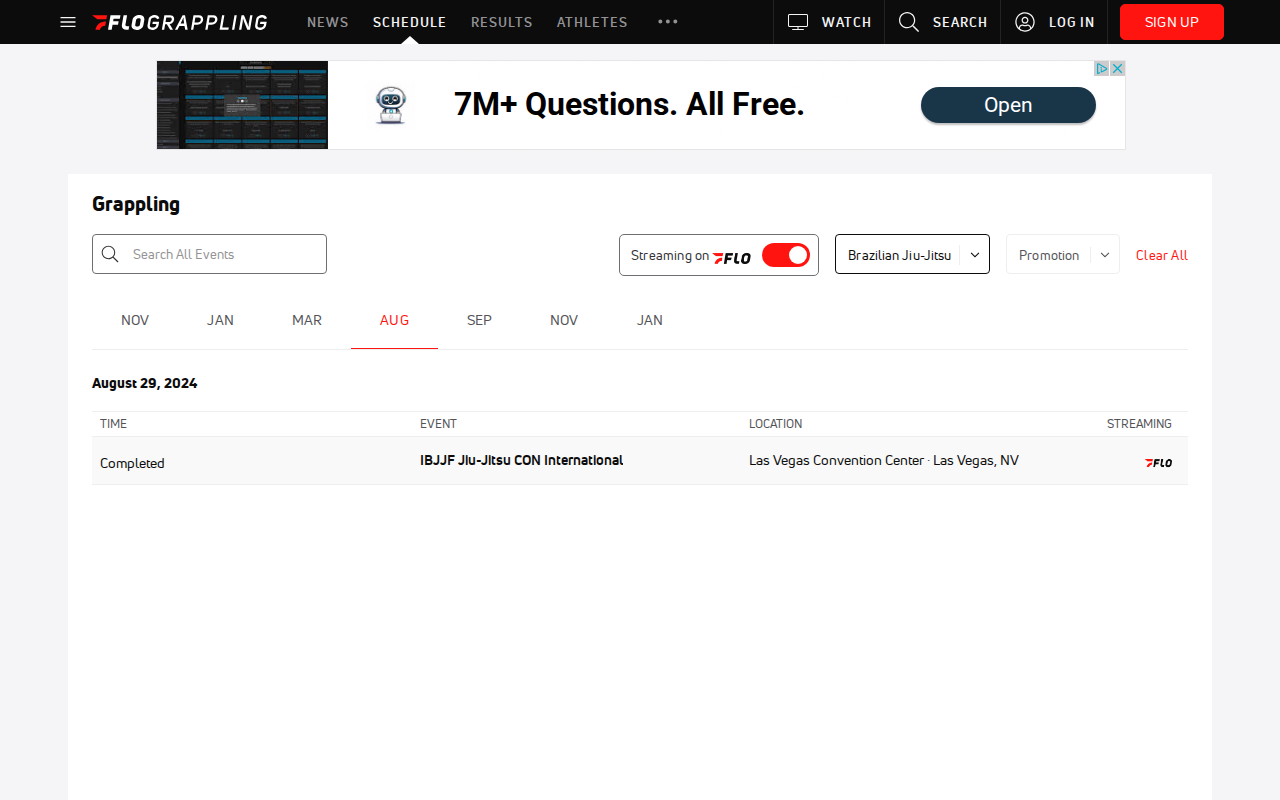 FLOGRAPPLING NEWS SCHEDULE RESULTS ATHLETES WATCH SEARCH LOG IN SIGN UP
7M+ Questions. All Free.
Open
Grappling
Search All Events
Streaming on FLO
Brazilian Jiu-Jitsu
Promotion
Clear All
NOV JAN MAR AUG SEP NOV JAN
August 29, 2024
TIME EVENT LOCATION STREAMING
Completed IBJJF Jiu-Jitsu CON International Las Vegas Convention Center · Las Vegas, NV FLO